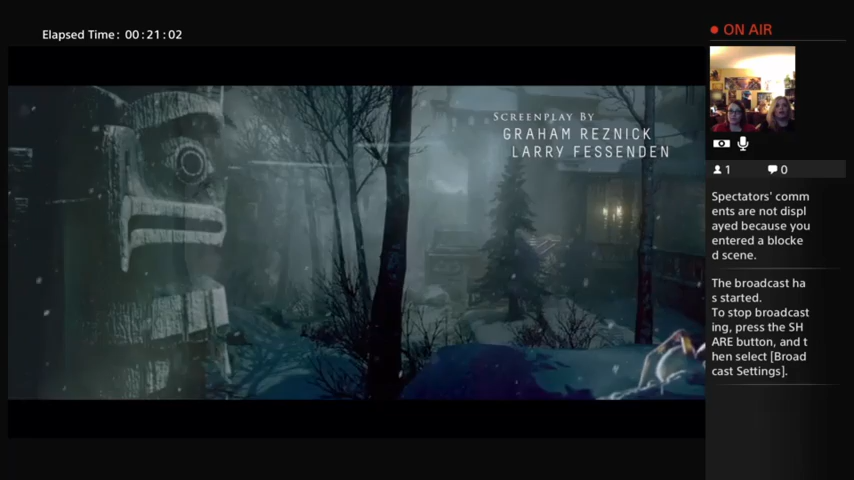 Elapsed Time: 00:21:02
ON AIR
SCREENPLAY BY
GRAHAM REZNICK
LARRY FESSENDEN
1
0
Spectators' comm
ents are not displ
ayed because you
entered a blocke
d scene.
The broadcast ha
s started.
To stop broadcast
ing, press the SH
ARE button, and t
hen select [Broad
cast Settings].